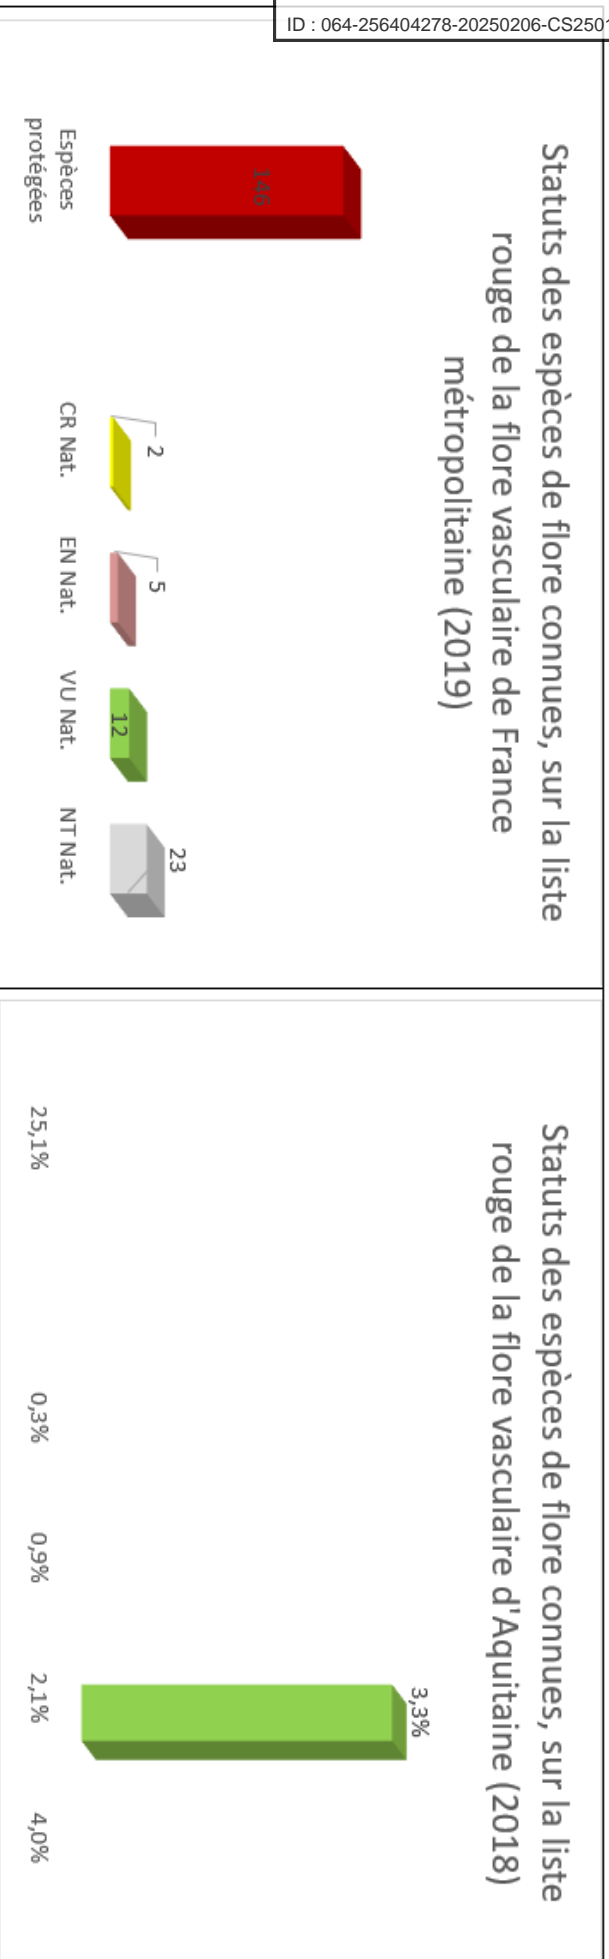 ID : 064-256404278-20250206-CS2501
Statuts des espèces de flore connues, sur la liste
rouge de la flore vasculaire de France
métropolitaine (2019)
146
2
5
12
23
Espèces
protégées
CR Nat.
EN Nat.
VU Nat.
NT Nat.
Statuts des espèces de flore connues, sur la liste
rouge de la flore vasculaire d'Aquitaine (2018)
3,3%
25,1%
0,3%
0,9%
2,1%
4,0%